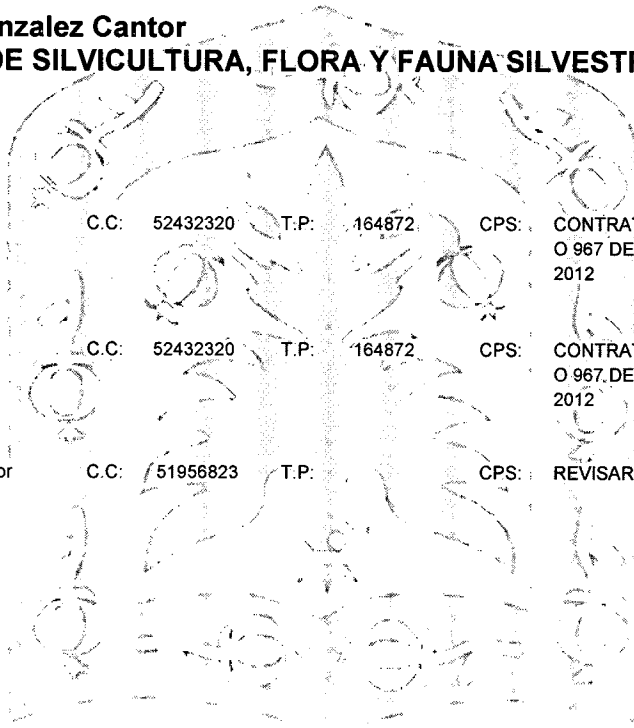 nzalez Cantor
DE SILVICULTURA, FLORA Y FAUNA SILVESTR
C.C: 52432320 T.P: 164872 CPS: CONTRAT
O 967 DE
2012
C.C: 52432320 T.P: 164872 CPS: CONTRAT
O 967 DE
2012
or C.C: 51956823 T.P: CPS: REVISAR